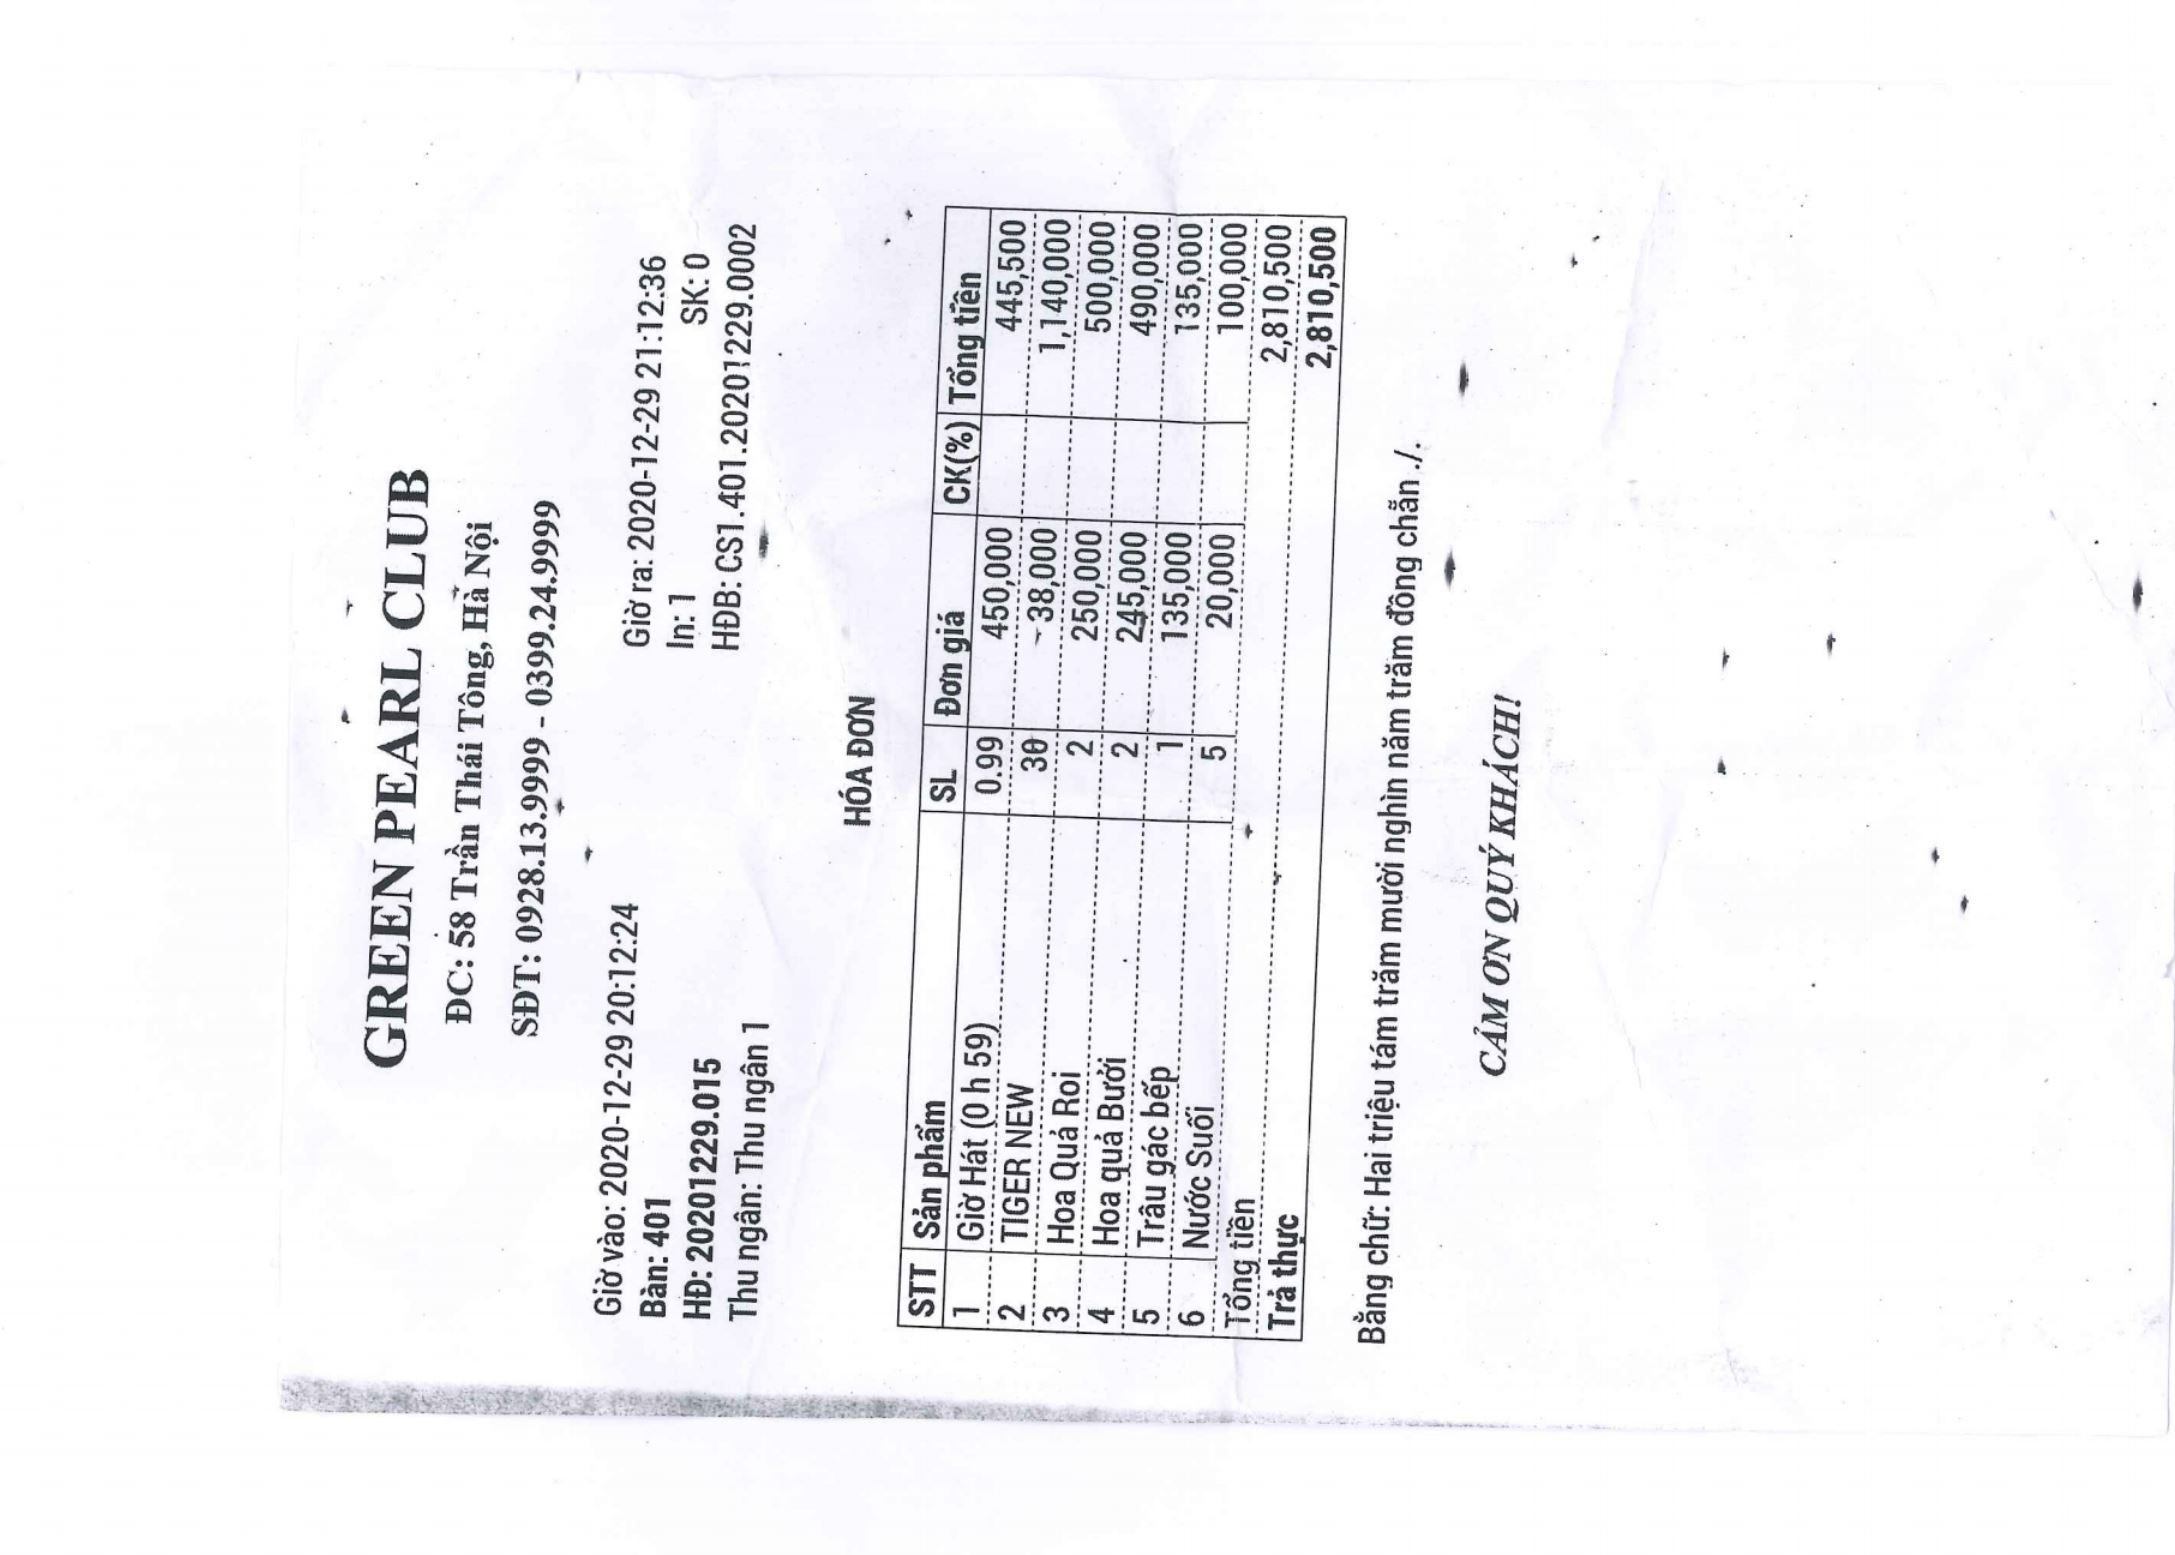 GREEN PEARL CLUB
ĐC: 58 Trần Thái Tông, Hà Nội
SĐT: 0928.13.9999 - 0399.24.9999
Giờ vào: 2020-12-29 20:12:24 Giờ ra: 2020-12-29 21:12:36
Bàn: 401 In: 1 SK: 0
HĐ: 20201229.015 HĐB: CS1.401.20201229.0002
Thu ngân: Thu ngân 1
HÓA ĐƠN
STT Sản phẩm SL Đơn giá CK(%) Tổng tiền
1 Giờ Hát (0 h 59) 0.99 450,000 445,500
2 TIGER NEW 30 38,000 1,140,000
3 Hoa Quả Roi 2 250,000 500,000
4 Hoa quả Bưởi 2 245,000 490,000
5 Trâu gác bếp 1 135,000 135,000
6 Nước Suối 5 20,000 100,000
Tổng tiền 2,810,500
Trả thực 2,810,500
Bằng chữ: Hai triệu tám trăm mười nghìn năm trăm đồng chẵn ./.
CẢM ƠN QUÝ KHÁCH!